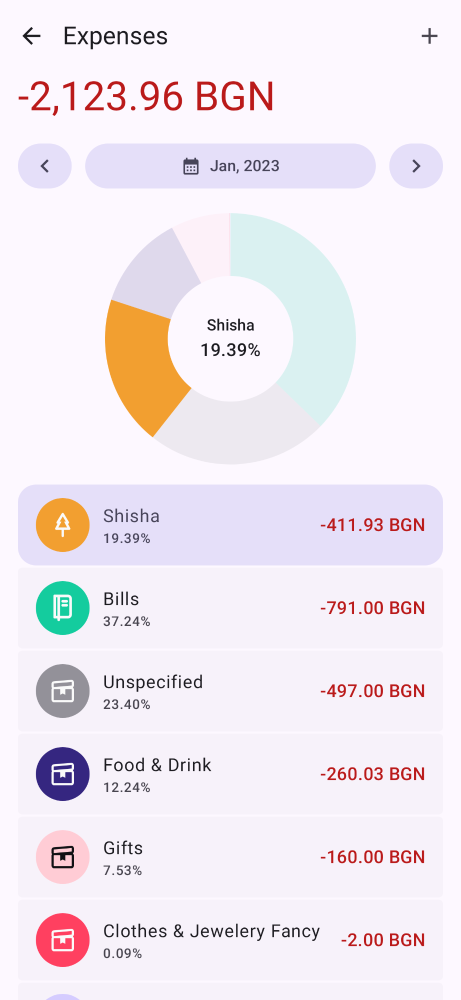 Expenses
-2,123.96 BGN
Jan, 2023
Shisha
19.39%
Shisha
19.39%
-411.93 BGN
Bills
37.24%
-791.00 BGN
Unspecified
23.40%
-497.00 BGN
Food & Drink
12.24%
-260.03 BGN
Gifts
7.53%
-160.00 BGN
Clothes & Jewelery Fancy
0.09%
-2.00 BGN